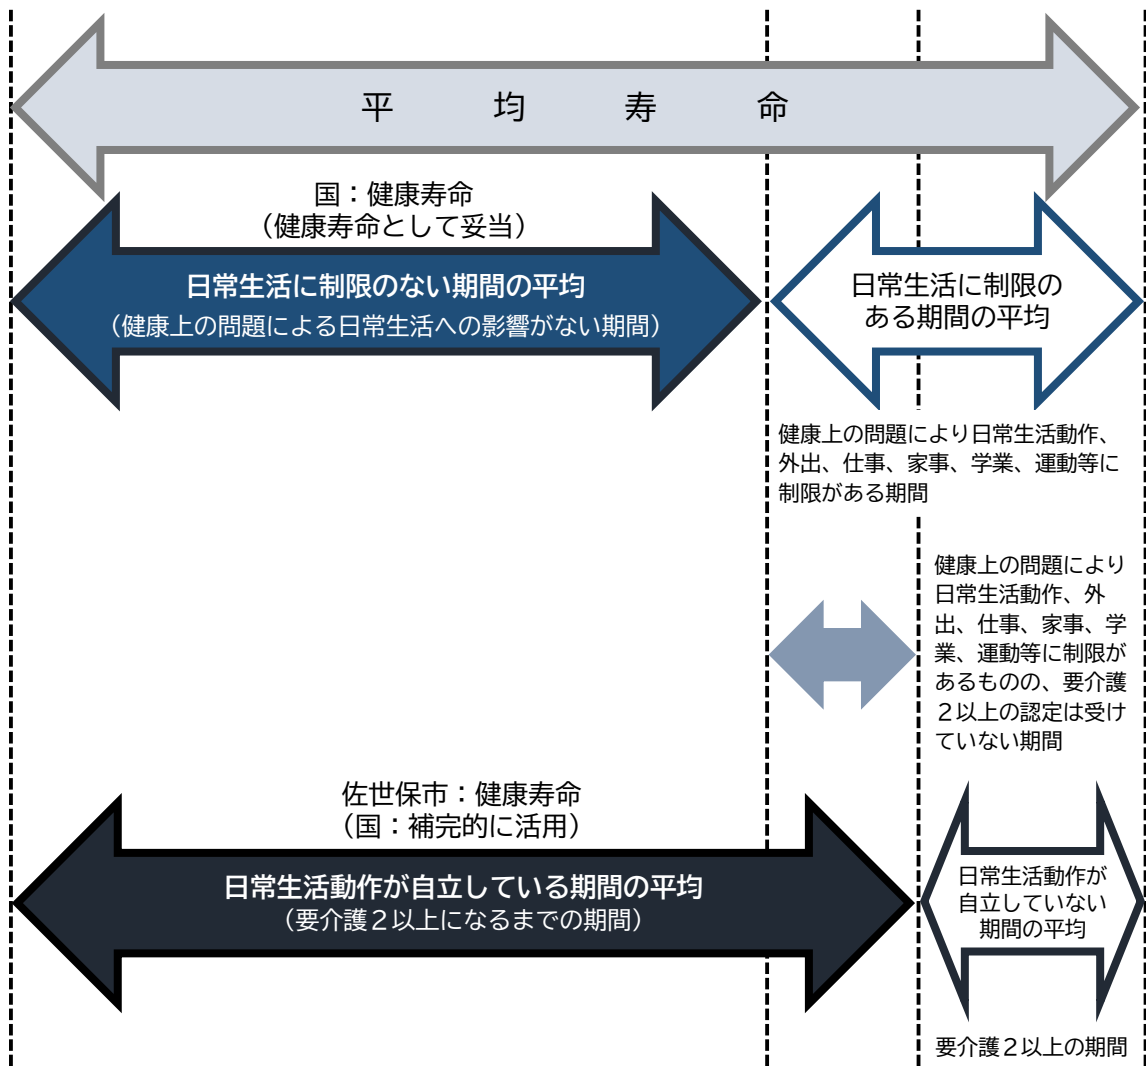 平均寿命
国：健康寿命
（健康寿命として妥当）
日常生活に制限のない期間の平均
（健康上の問題による日常生活への影響がない期間）
日常生活に制限の
ある期間の平均
健康上の問題により日常生活動作、
外出、仕事、家事、学業、運動等に
制限がある期間
健康上の問題により
日常生活動作、外
出、仕事、家事、学
業、運動等に制限が
あるものの、要介護
２以上の認定は受け
ていない期間
佐世保市：健康寿命
（国：補完的に活用）
日常生活動作が自立している期間の平均
（要介護２以上になるまでの期間）
日常生活動作が
自立していない
期間の平均
要介護２以上の期間